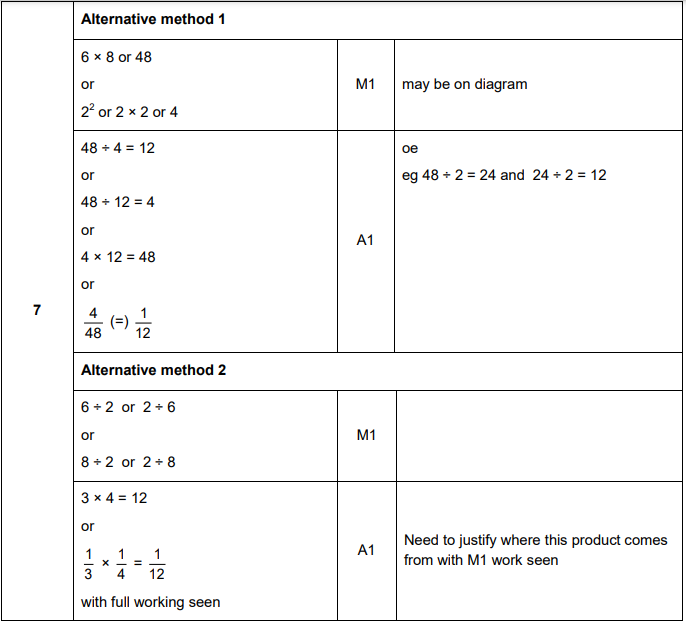 Alternative method 1
6 × 8 or 48
or
2² or 2 × 2 or 4
M1
may be on diagram
48 ÷ 4 = 12
or
48 ÷ 12 = 4
or
4 × 12 = 48
or
4/48 (=) 1/12
A1
oe
eg 48 ÷ 2 = 24 and 24 ÷ 2 = 12
7
Alternative method 2
6 ÷ 2 or 2 ÷ 6
or
8 ÷ 2 or 2 ÷ 8
M1
3 × 4 = 12
or
1/3 × 1/4 = 1/12
with full working seen
A1
Need to justify where this product comes
from with M1 work seen